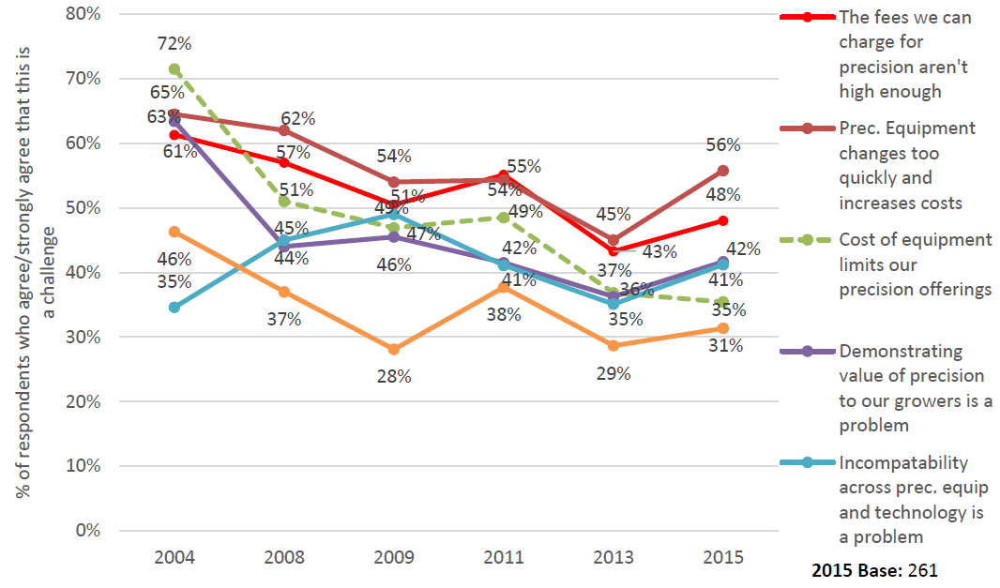 % of respondents who agree/strongly agree that this is
a challenge
80%
70%
60%
50%
40%
30%
20%
10%
0%
72%
65%
63%
61%
46%
35%
62%
57%
51%
45%
44%
37%
54%
51%
49%
47%
46%
28%
55%
54%
49%
42%
41%
38%
45%
43%
37%
36%
35%
29%
56%
48%
42%
41%
35%
31%
2004
2008
2009
2011
2013
2015
The fees we can
charge for
precision aren't
high enough
Prec. Equipment
changes too
quickly and
increases costs
Cost of equipment
limits our
precision offerings
Demonstrating
value of precision
to our growers is a
problem
Incompatability
across prec. equip
and technology is
a problem
2015 Base: 261